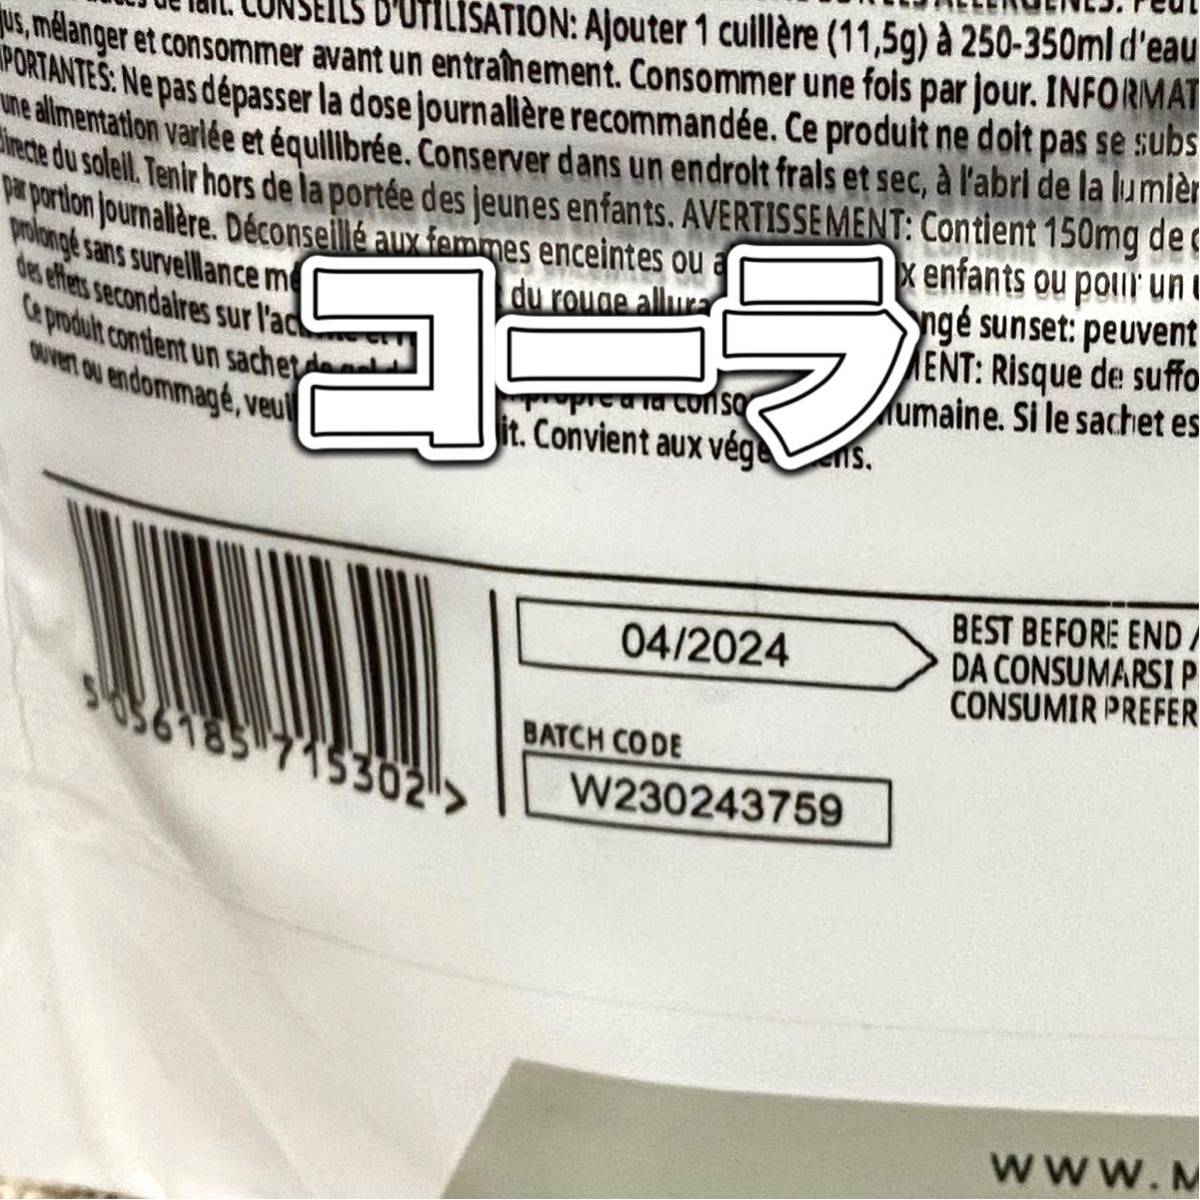 CONSEILS D'UTILISATION: Ajouter 1 cuillère (11,5g) à 250-350ml d'eau
jus, mélanger et consommer avant un entraînement. Consommer une fois par jour.
Ne pas dépasser la dose journalière recommandée. Ce produit ne doit pas se
une alimentation variée et équilibrée. Conserver dans un endroit frais et sec, à l'abri de la
du soleil. Tenir hors de la portée des jeunes enfants. AVERTISSEMENT: Contient 150mg de
par portion journalière. Déconseillé aux femmes enceintes ou enfants ou pour un
prolongé sans surveillance du rouge sunset: peuvent
des effets secondaires sur Risque de
Ce produit contient un sachet humaine. Si le sachet
ouvert ou endommagé, Convient aux
コーラ
5 056185 715302 >
04/2024
BEST BEFORE END /
DA CONSUMARSI
CONSUMIR
BATCH CODE
W230243759
WWW.